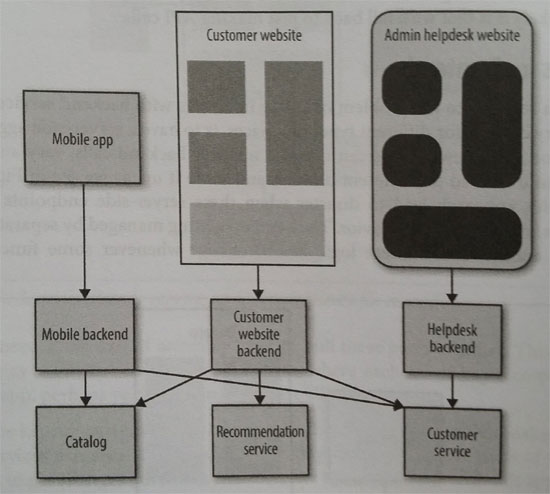 Customer website
Admin helpdesk website
Mobile app
Mobile backend
Customer
website
backend
Helpdesk
backend
Catalog
Recommendation
service
Customer
service